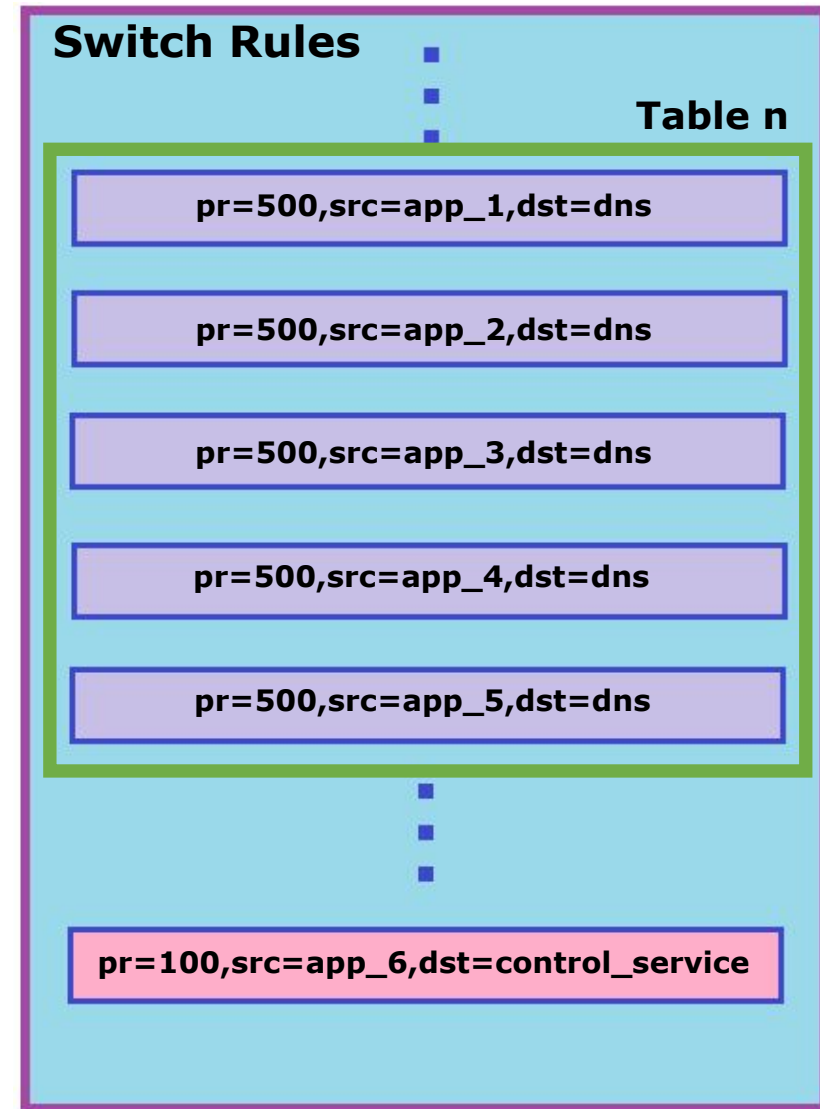 Switch Rules
Table n
pr=500,src=app_1,dst=dns
pr=500,src=app_2,dst=dns
pr=500,src=app_3,dst=dns
pr=500,src=app_4,dst=dns
pr=500,src=app_5,dst=dns
pr=100,src=app_6,dst=control_service